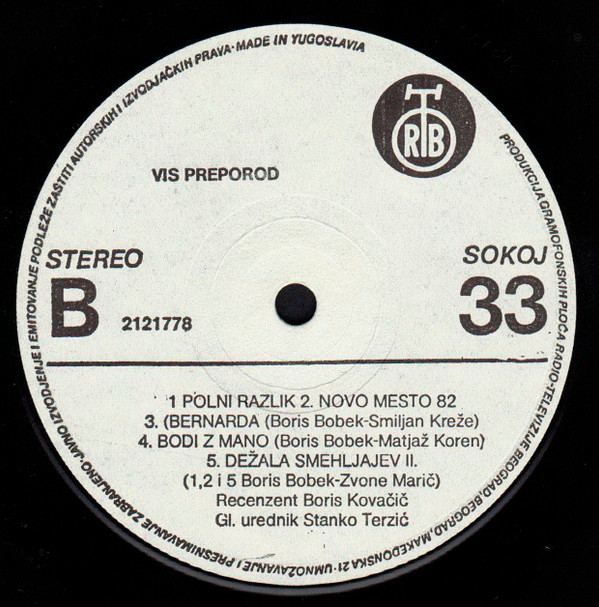 JAVNO IZVODJENJE I EMITOVANJE PODLEŽE ZAŠTITI AUTORSKIH I IZVODJAČKIH PRAVA·MADE IN YUGOSLAVIA
RTB
VIS PREPOROD
STEREO
SOKOJ
B
2121778
33
1 POLNI RAZLIK 2. NOVO MESTO 82
3. (BERNARDA (Boris Bobek-Smiljan Kreže)
4. BODI Z MANO (Boris Bobek-Matjaž Koren)
5. DEŽALA SMEHLJAJEV II.
(1,2 i 5 Boris Bobek-Zvone Marič)
Recenzent Boris Kovačič
Gl. urednik Stanko Terzić
PRODUKCIJA GRAMOFONSKIH PLOČA RADIO-TELEVIZIJE BEOGRAD, BEOGRAD, MAKEDONSKA 21·UMNOŽAVANJE I PRESNIMAVANJE ZABRANJENO·